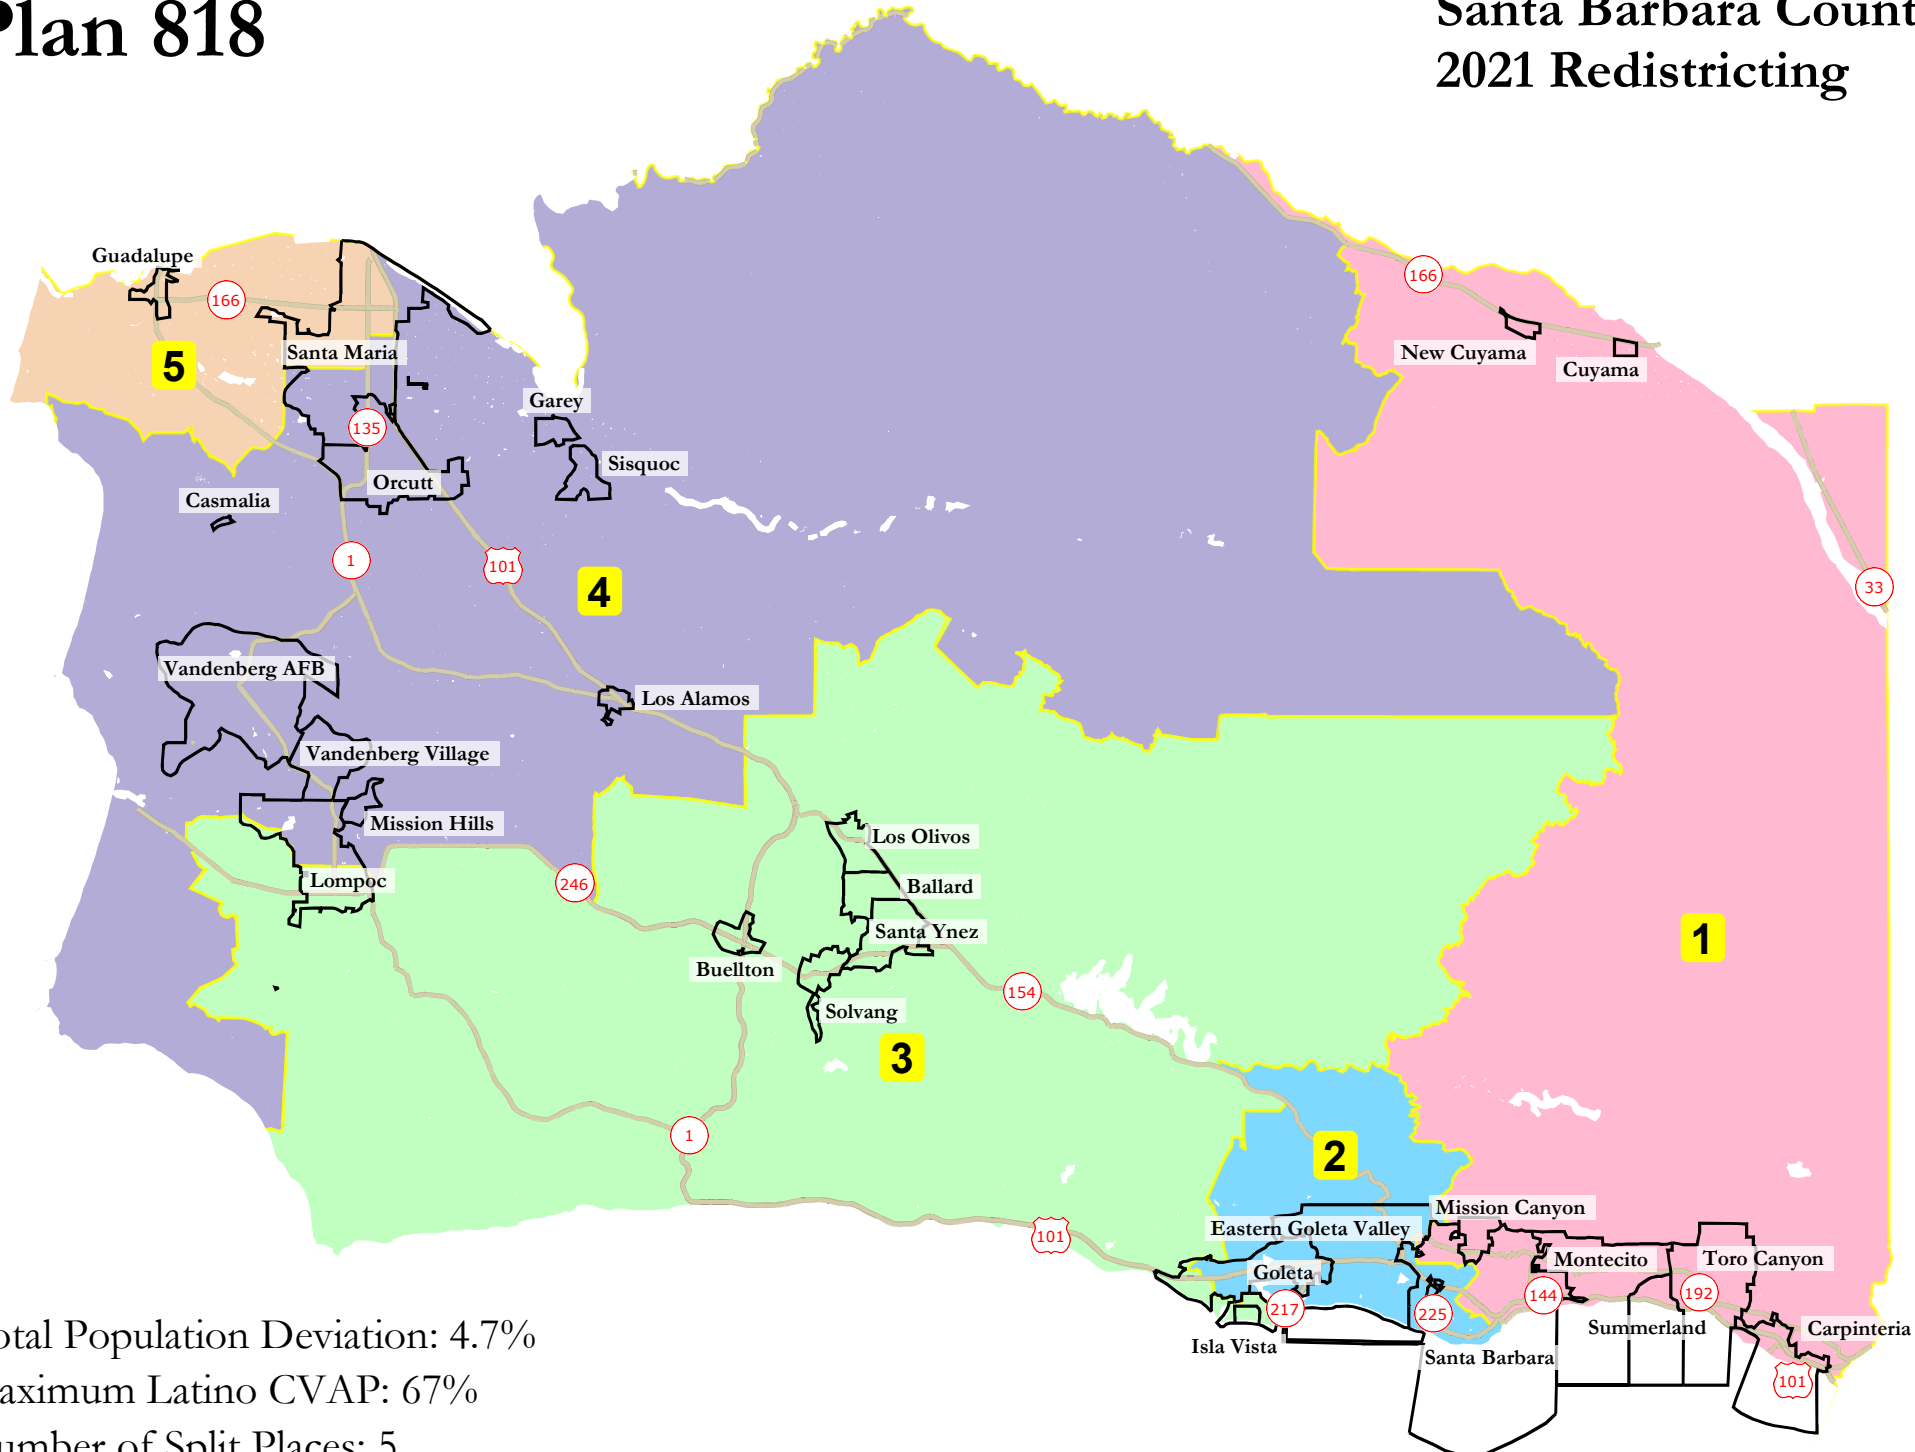 Plan 818
Santa Barbara Count
2021 Redistricting
Guadalupe
166
5
Santa Maria
135
Orcutt
Garey
Sisquoc
Casmalia
1
101
4
166
New Cuyama
Cuyama
33
Vandenberg AFB
Los Alamos
Vandenberg Village
Mission Hills
Lompoc
246
Los Olivos
Ballard
Santa Ynez
Buellton
Solvang
154
3
1
1
2
101
Mission Canyon
Eastern Goleta Valley
Goleta
Montecito
Toro Canyon
217
225
144
192
Isla Vista
Summerland
Carpinteria
Santa Barbara
101
otal Population Deviation: 4.7%
aximum Latino CVAP: 67%
umber of Split Places: 5